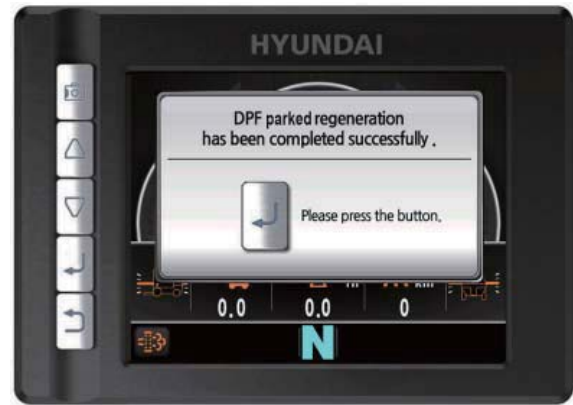 HYUNDAI
DPF parked regeneration
has been completed successfully .
Please press the button.
0.0 0.0 0
N